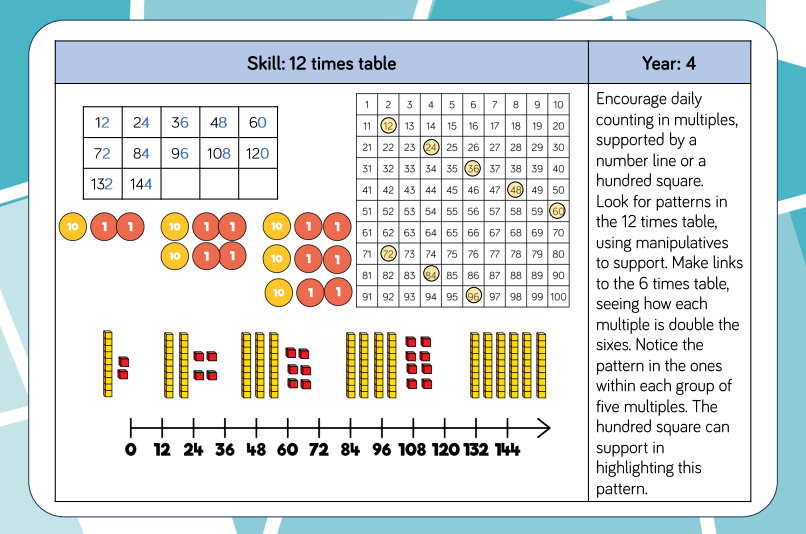 Skill: 12 times table
Year: 4
12 24 36 48 60
72 84 96 108 120
132 144
10 1 1
10 1 1
10 1 1
10 1 1
10 1 1
10 1 1
1 2 3 4 5 6 7 8 9 10
11 12 13 14 15 16 17 18 19 20
21 22 23 24 25 26 27 28 29 30
31 32 33 34 35 36 37 38 39 40
41 42 43 44 45 46 47 48 49 50
51 52 53 54 55 56 57 58 59 60
61 62 63 64 65 66 67 68 69 70
71 72 73 74 75 76 77 78 79 80
81 82 83 84 85 86 87 88 89 90
91 92 93 94 95 96 97 98 99 100
0 12 24 36 48 60 72 84 96 108 120 132 144
Encourage daily
counting in multiples,
supported by a
number line or a
hundred square.
Look for patterns in
the 12 times table,
using manipulatives
to support. Make links
to the 6 times table,
seeing how each
multiple is double the
sixes. Notice the
pattern in the ones
within each group of
five multiples. The
hundred square can
support in
highlighting this
pattern.